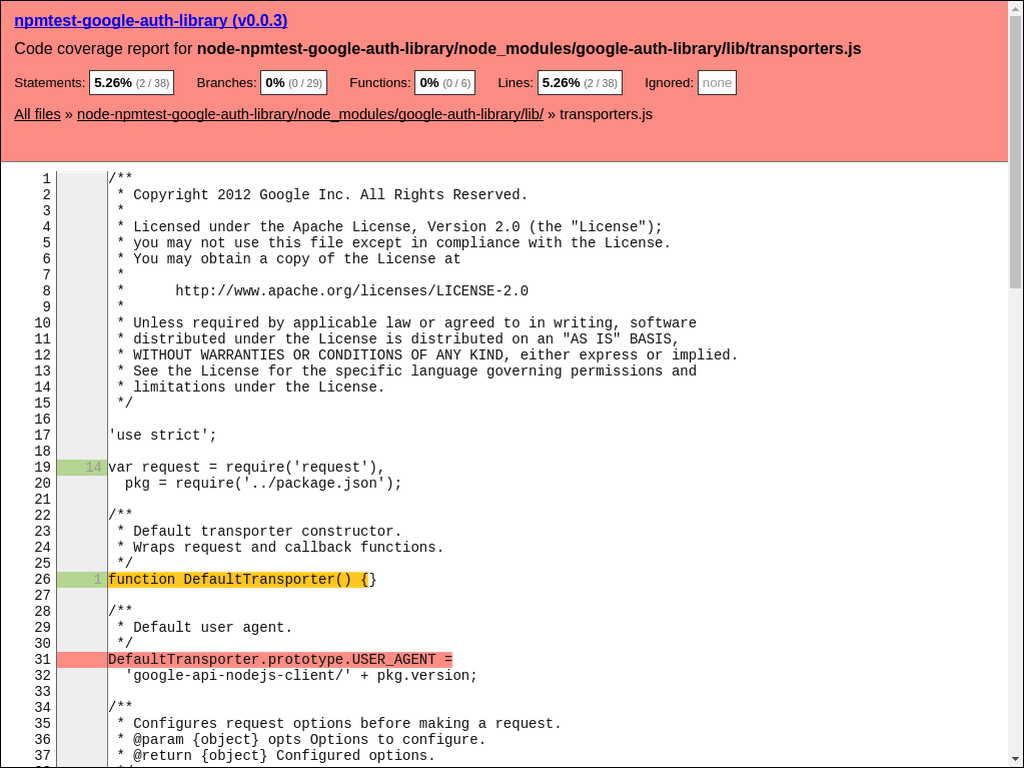 npmtest-google-auth-library (v0.0.3)
Code coverage report for node-npmtest-google-auth-library/node_modules/google-auth-library/lib/transporters.js
Statements: 5.26% (2 / 38) Branches: 0% (0 / 29) Functions: 0% (0 / 6) Lines: 5.26% (2 / 38) Ignored: none
All files » node-npmtest-google-auth-library/node_modules/google-auth-library/lib/ » transporters.js
1 /**
2  * Copyright 2012 Google Inc. All Rights Reserved.
3  *
4  * Licensed under the Apache License, Version 2.0 (the "License");
5  * you may not use this file except in compliance with the License.
6  * You may obtain a copy of the License at
7  *
8  *      http://www.apache.org/licenses/LICENSE-2.0
9  *
10  * Unless required by applicable law or agreed to in writing, software
11  * distributed under the License is distributed on an "AS IS" BASIS,
12  * WITHOUT WARRANTIES OR CONDITIONS OF ANY KIND, either express or implied.
13  * See the License for the specific language governing permissions and
14  * limitations under the License.
15  */
16
17 'use strict';
18
19 14 var request = require('request'),
20   pkg = require('../package.json');
21
22 /**
23  * Default transporter constructor.
24  * Wraps request and callback functions.
25  */
26 1 function DefaultTransporter() {}
27
28 /**
29  * Default user agent.
30  */
31 DefaultTransporter.prototype.USER_AGENT =
32   'google-api-nodejs-client/' + pkg.version;
33
34 /**
35  * Configures request options before making a request.
36  * @param {object} opts Options to configure.
37  * @return {object} Configured options.